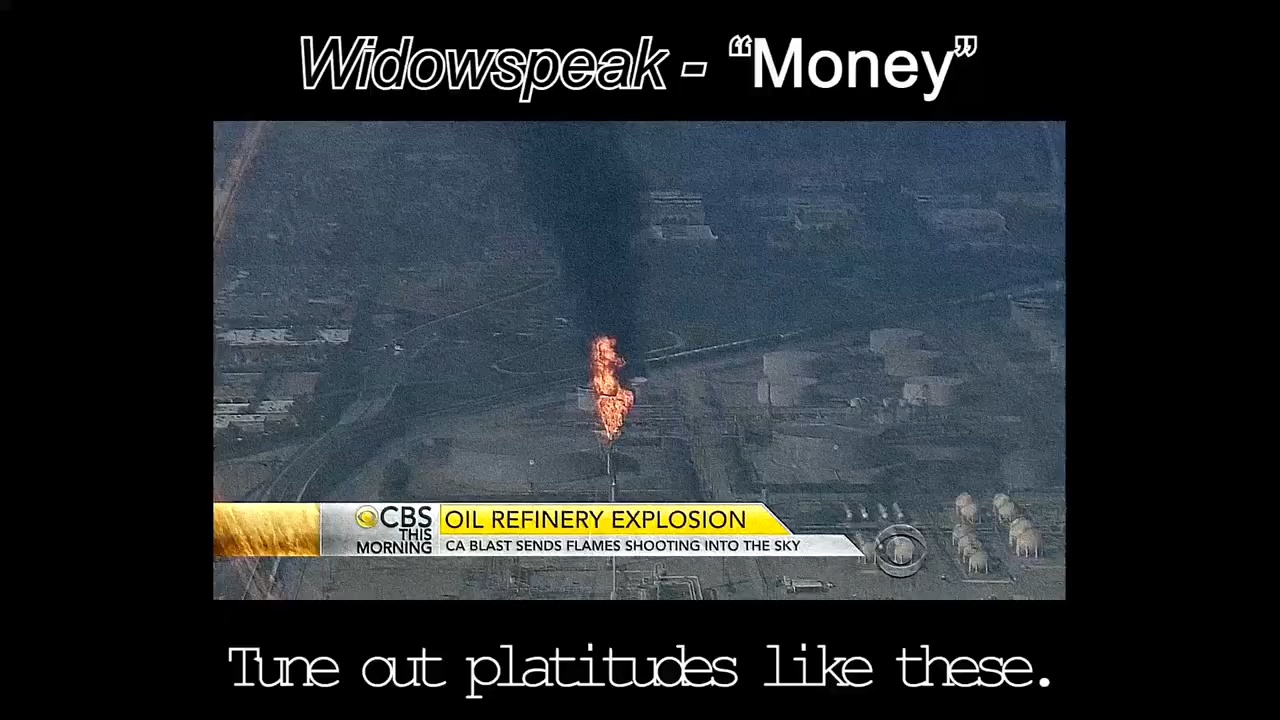 Widowspeak - “Money”
CBS THIS MORNING
OIL REFINERY EXPLOSION
CA BLAST SENDS FLAMES SHOOTING INTO THE SKY
Tune out platitudes like these.